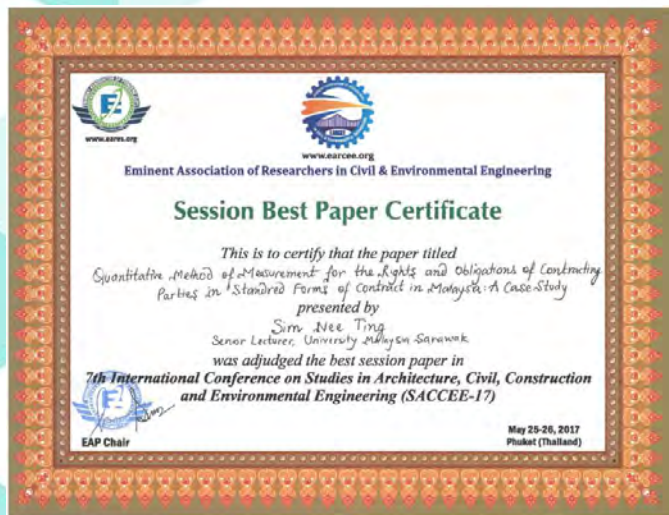 www.eares.org
www.earcee.org
Eminent Association of Researchers in Civil & Environmental Engineering
Session Best Paper Certificate
This is to certify that the paper titled
Quantitative Method of Measurement for the Rights and Obligations of Contracting
Parties in Standred Forms of Contract in Malaysia: A Case Study
presented by
Sim Nee Ting
Senior Lecturer, University Malaysia Sarawak
was adjudged the best session paper in
7th International Conference on Studies in Architecture, Civil, Construction
and Environmental Engineering (SACCEE-17)
EAP Chair
May 25-26, 2017
Phuket (Thailand)